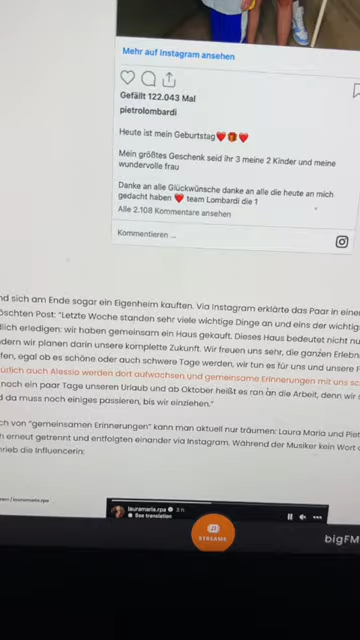 Mehr auf Instagram ansehen
Gefällt 122.043 Mal
pietrolombardi
Heute ist mein Geburtstag❤️🎁❤️
Mein größtes Geschenk seid ihr 3 meine 2 Kinder und meine
wundervolle frau
Danke an alle Glückwünsche danke an alle die heute an mich
gedacht haben ❤️ team Lombardi die 1
Alle 2.108 Kommentare ansehen
Kommentieren ...
nd sich am Ende sogar ein Eigenheim kauften. Via Instagram erklärte das Paar in einer
öschten Post: "Letzte Woche standen sehr viele wichtige Dinge an und eins der wichtigs
dlich erledigen: wir haben gemeinsam ein Haus gekauft. Dieses Haus bedeutet nicht nu
dern wir planen darin unsere komplette Zukunft. Wir freuen uns sehr, die ganzen Erlebn
fen, egal ob es schöne oder auch schwere Tage werden, wir tun es für uns und unsere F
ürlich auch Alessio werden dort aufwachsen und gemeinsame Erinnerungen mit uns sc
noch ein paar Tage unseren Urlaub und ab Oktober heißt es ran an die Arbeit, denn wir s
d da muss noch einiges passieren, bis wir einziehen."
ch von "gemeinsamen Erinnerungen" kann man aktuell nur träumen: Laura Maria und Piet
h erneut getrennt und entfolgten einander via Instagram. Während der Musiker kein Wort
rieb die Influencerin:
lauramaria.rpa
lauramaria.rpa 2 h
See translation
STREAMS
bigFM